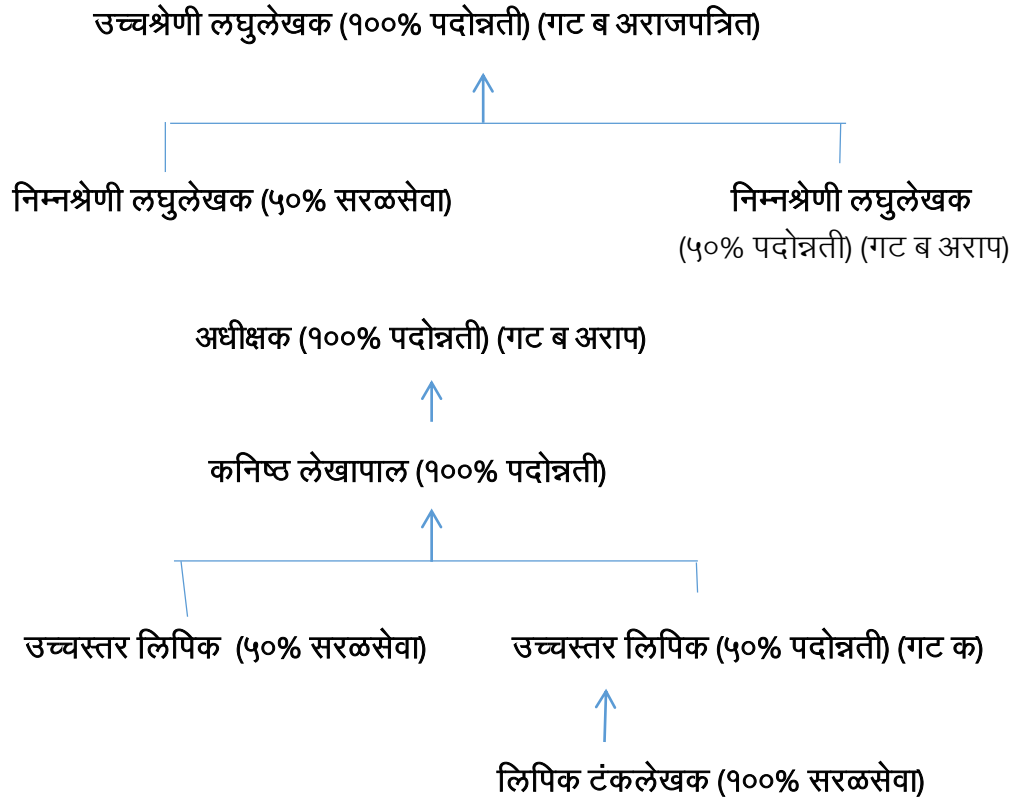 उच्चश्रेणी लघुलेखक (१००% पदोन्नती) (गट ब अराजपत्रित)
निम्नश्रेणी लघुलेखक (५०% सरळसेवा)
निम्नश्रेणी लघुलेखक
(५०% पदोन्नती) (गट ब अराप)
अधीक्षक (१००% पदोन्नती) (गट ब अराप)
कनिष्ठ लेखापाल (१००% पदोन्नती)
उच्चस्तर लिपिक (५०% सरळसेवा)
उच्चस्तर लिपिक (५०% पदोन्नती) (गट क)
लिपिक टंकलेखक (१००% सरळसेवा)